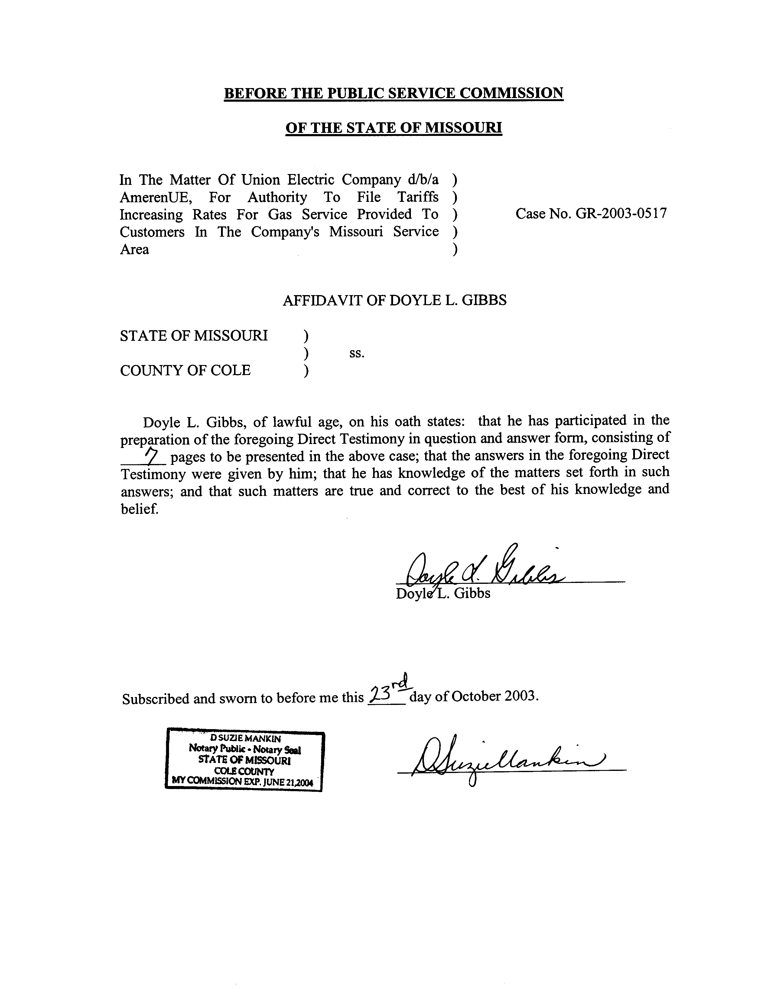 BEFORE THE PUBLIC SERVICE COMMISSION
OF THE STATE OF MISSOURI
In The Matter Of Union Electric Company d/b/a )
AmerenUE, For Authority To File Tariffs )
Increasing Rates For Gas Service Provided To ) Case No. GR-2003-0517
Customers In The Company's Missouri Service )
Area )
AFFIDAVIT OF DOYLE L. GIBBS
STATE OF MISSOURI )
) ss.
COUNTY OF COLE )
Doyle L. Gibbs, of lawful age, on his oath states: that he has participated in the
preparation of the foregoing Direct Testimony in question and answer form, consisting of
7 pages to be presented in the above case; that the answers in the foregoing Direct
Testimony were given by him; that he has knowledge of the matters set forth in such
answers; and that such matters are true and correct to the best of his knowledge and
belief.
Doyle L. Gibbs
Doyle L. Gibbs
Subscribed and sworn to before me this 23rd day of October 2003.
D SUZIE MANKIN
Notary Public - Notary Seal
STATE OF MISSOURI
COLE COUNTY
MY COMMISSION EXP. JUNE 21,2004
D Suzie Mankin